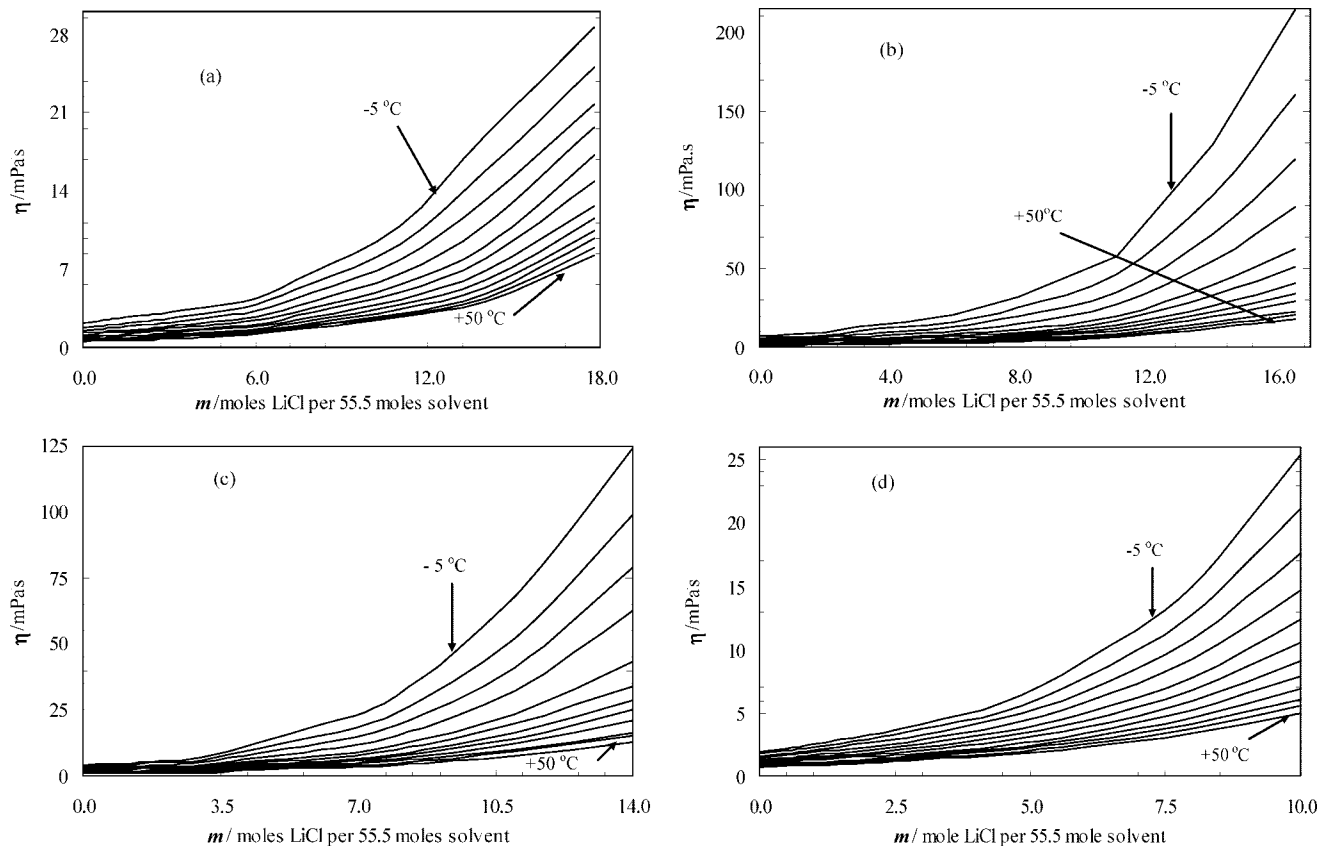 (a)
-5 °C
+50 °C
η/mPas
28
21
14
7
0
0.0 6.0 12.0 18.0
m/moles LiCl per 55.5 moles solvent
(b)
-5 °C
+50°C
η/mPa.s
200
150
100
50
0
0.0 4.0 8.0 12.0 16.0
m/moles LiCl per 55.5 moles solvent
(c)
- 5 °C
+50 °C
η/mPas
125
100
75
50
25
0
0.0 3.5 7.0 10.5 14.0
m/ moles LiCl per 55.5 moles solvent
(d)
-5 °C
+50 °C
η/mPas
25
20
15
10
5
0
0.0 2.5 5.0 7.5 10.0
m/ mole LiCl per 55.5 mole solvent